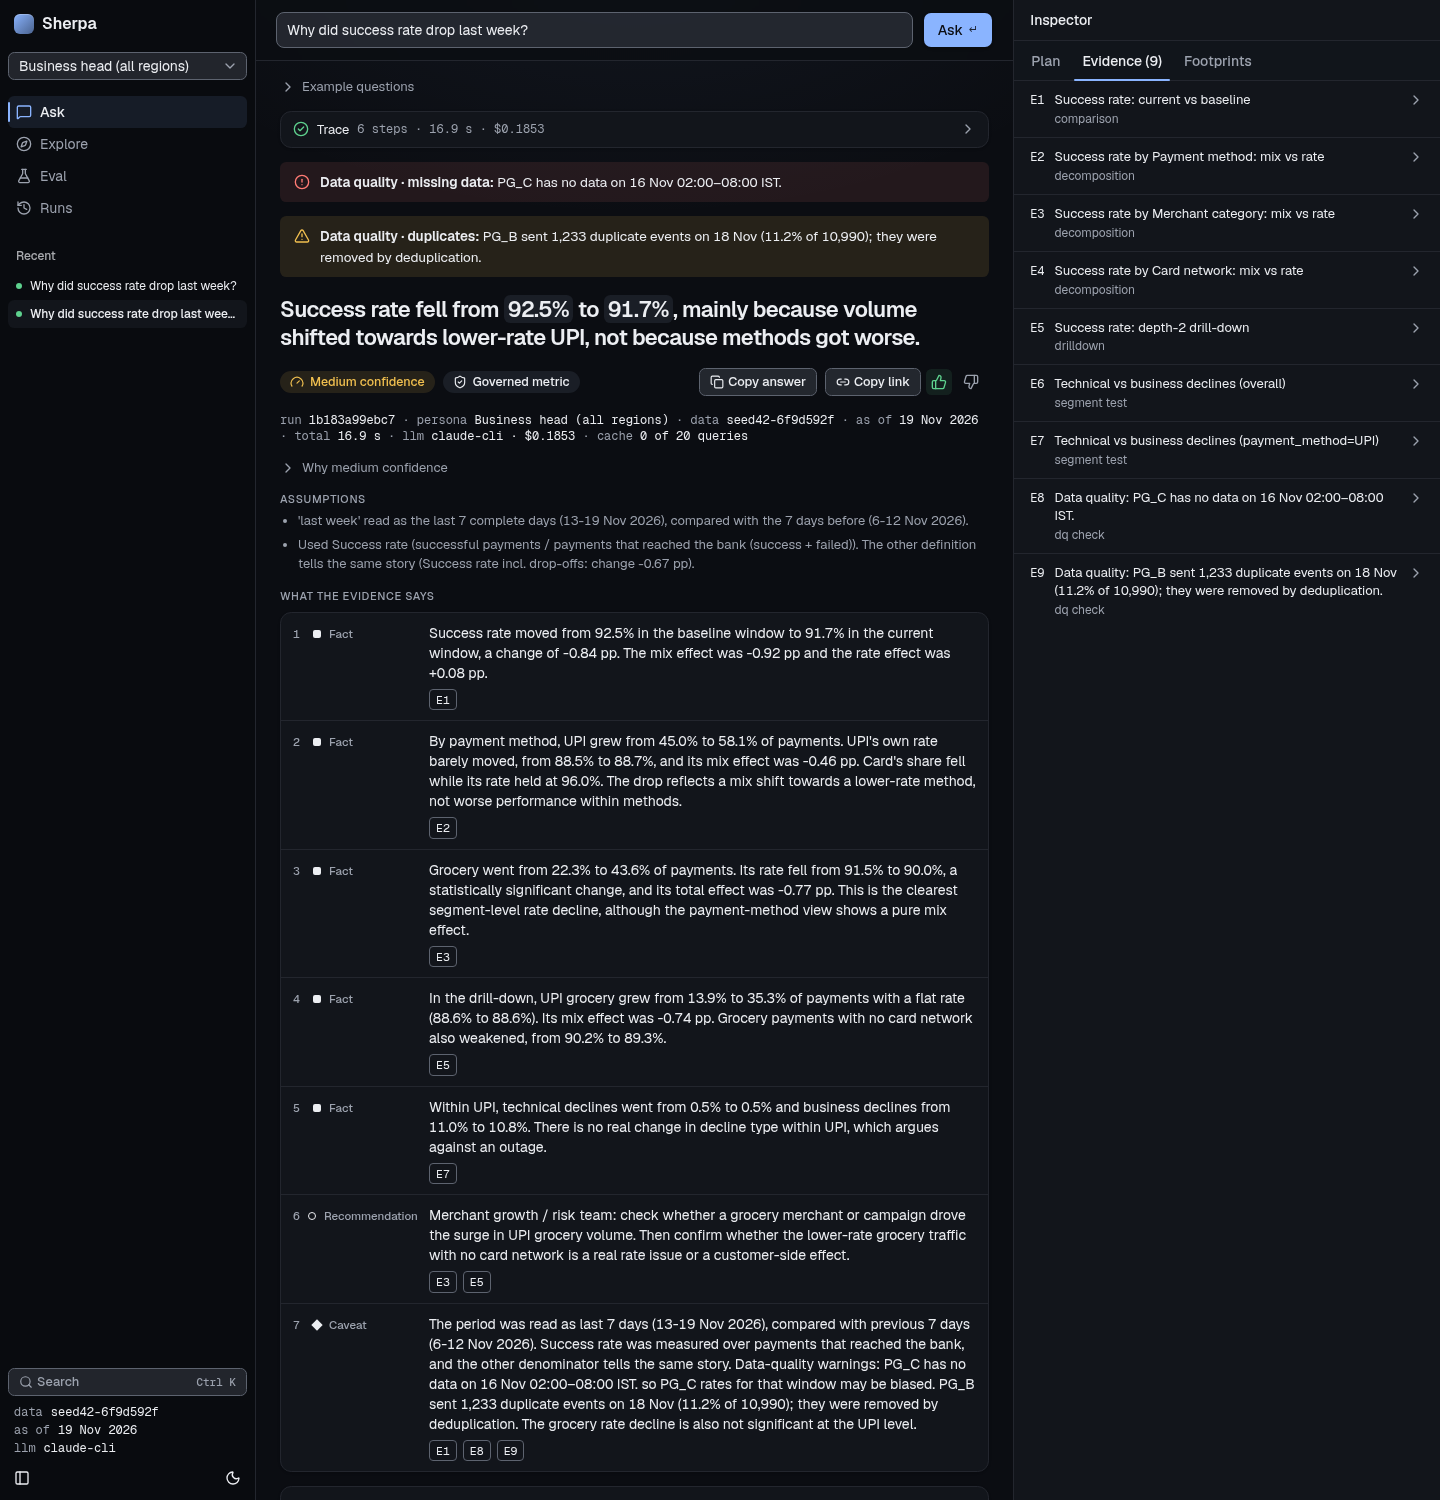 Sherpa
Business head (all regions)
Ask
Explore
Eval
Runs
Recent
Why did success rate drop last week?
Why did success rate drop last wee…
Search
Ctrl K
data seed42-6f9d592f
as of 19 Nov 2026
llm claude-cli
Why did success rate drop last week?
Ask ↵
Example questions
Trace 6 steps · 16.9 s · $0.1853
Data quality · missing data: PG_C has no data on 16 Nov 02:00–08:00 IST.
Data quality · duplicates: PG_B sent 1,233 duplicate events on 18 Nov (11.2% of 10,990); they were
removed by deduplication.
Success rate fell from 92.5% to 91.7%, mainly because volume
shifted towards lower-rate UPI, not because methods got worse.
Medium confidence
Governed metric
Copy answer
Copy link
run 1b183a99ebc7 · persona Business head (all regions) · data seed42-6f9d592f · as of 19 Nov 2026
· total 16.9 s · llm claude-cli · $0.1853 · cache 0 of 20 queries
Why medium confidence
ASSUMPTIONS
• 'last week' read as the last 7 complete days (13-19 Nov 2026), compared with the 7 days before (6-12 Nov 2026).
• Used Success rate (successful payments / payments that reached the bank (success + failed)). The other definition
tells the same story (Success rate incl. drop-offs: change -0.67 pp).
WHAT THE EVIDENCE SAYS
1 Fact
Success rate moved from 92.5% in the baseline window to 91.7% in the current
window, a change of -0.84 pp. The mix effect was -0.92 pp and the rate effect was
+0.08 pp.
E1
2 Fact
By payment method, UPI grew from 45.0% to 58.1% of payments. UPI's own rate
barely moved, from 88.5% to 88.7%, and its mix effect was -0.46 pp. Card's share fell
while its rate held at 96.0%. The drop reflects a mix shift towards a lower-rate method,
not worse performance within methods.
E2
3 Fact
Grocery went from 22.3% to 43.6% of payments. Its rate fell from 91.5% to 90.0%, a
statistically significant change, and its total effect was -0.77 pp. This is the clearest
segment-level rate decline, although the payment-method view shows a pure mix
effect.
E3
4 Fact
In the drill-down, UPI grocery grew from 13.9% to 35.3% of payments with a flat rate
(88.6% to 88.6%). Its mix effect was -0.74 pp. Grocery payments with no card network
also weakened, from 90.2% to 89.3%.
E5
5 Fact
Within UPI, technical declines went from 0.5% to 0.5% and business declines from
11.0% to 10.8%. There is no real change in decline type within UPI, which argues
against an outage.
E7
6 Recommendation
Merchant growth / risk team: check whether a grocery merchant or campaign drove
the surge in UPI grocery volume. Then confirm whether the lower-rate grocery traffic
with no card network is a real rate issue or a customer-side effect.
E3 E5
7 Caveat
The period was read as last 7 days (13-19 Nov 2026), compared with previous 7 days
(6-12 Nov 2026). Success rate was measured over payments that reached the bank,
and the other denominator tells the same story. Data-quality warnings: PG_C has no
data on 16 Nov 02:00–08:00 IST. so PG_C rates for that window may be biased. PG_B
sent 1,233 duplicate events on 18 Nov (11.2% of 10,990); they were removed by
deduplication. The grocery rate decline is also not significant at the UPI level.
E1 E8 E9
Inspector
Plan
Evidence (9)
Footprints
E1 Success rate: current vs baseline
comparison
E2 Success rate by Payment method: mix vs rate
decomposition
E3 Success rate by Merchant category: mix vs rate
decomposition
E4 Success rate by Card network: mix vs rate
decomposition
E5 Success rate: depth-2 drill-down
drilldown
E6 Technical vs business declines (overall)
segment test
E7 Technical vs business declines (payment_method=UPI)
segment test
E8 Data quality: PG_C has no data on 16 Nov 02:00–08:00
IST.
dq check
E9 Data quality: PG_B sent 1,233 duplicate events on 18 Nov
(11.2% of 10,990); they were removed by deduplication.
dq check